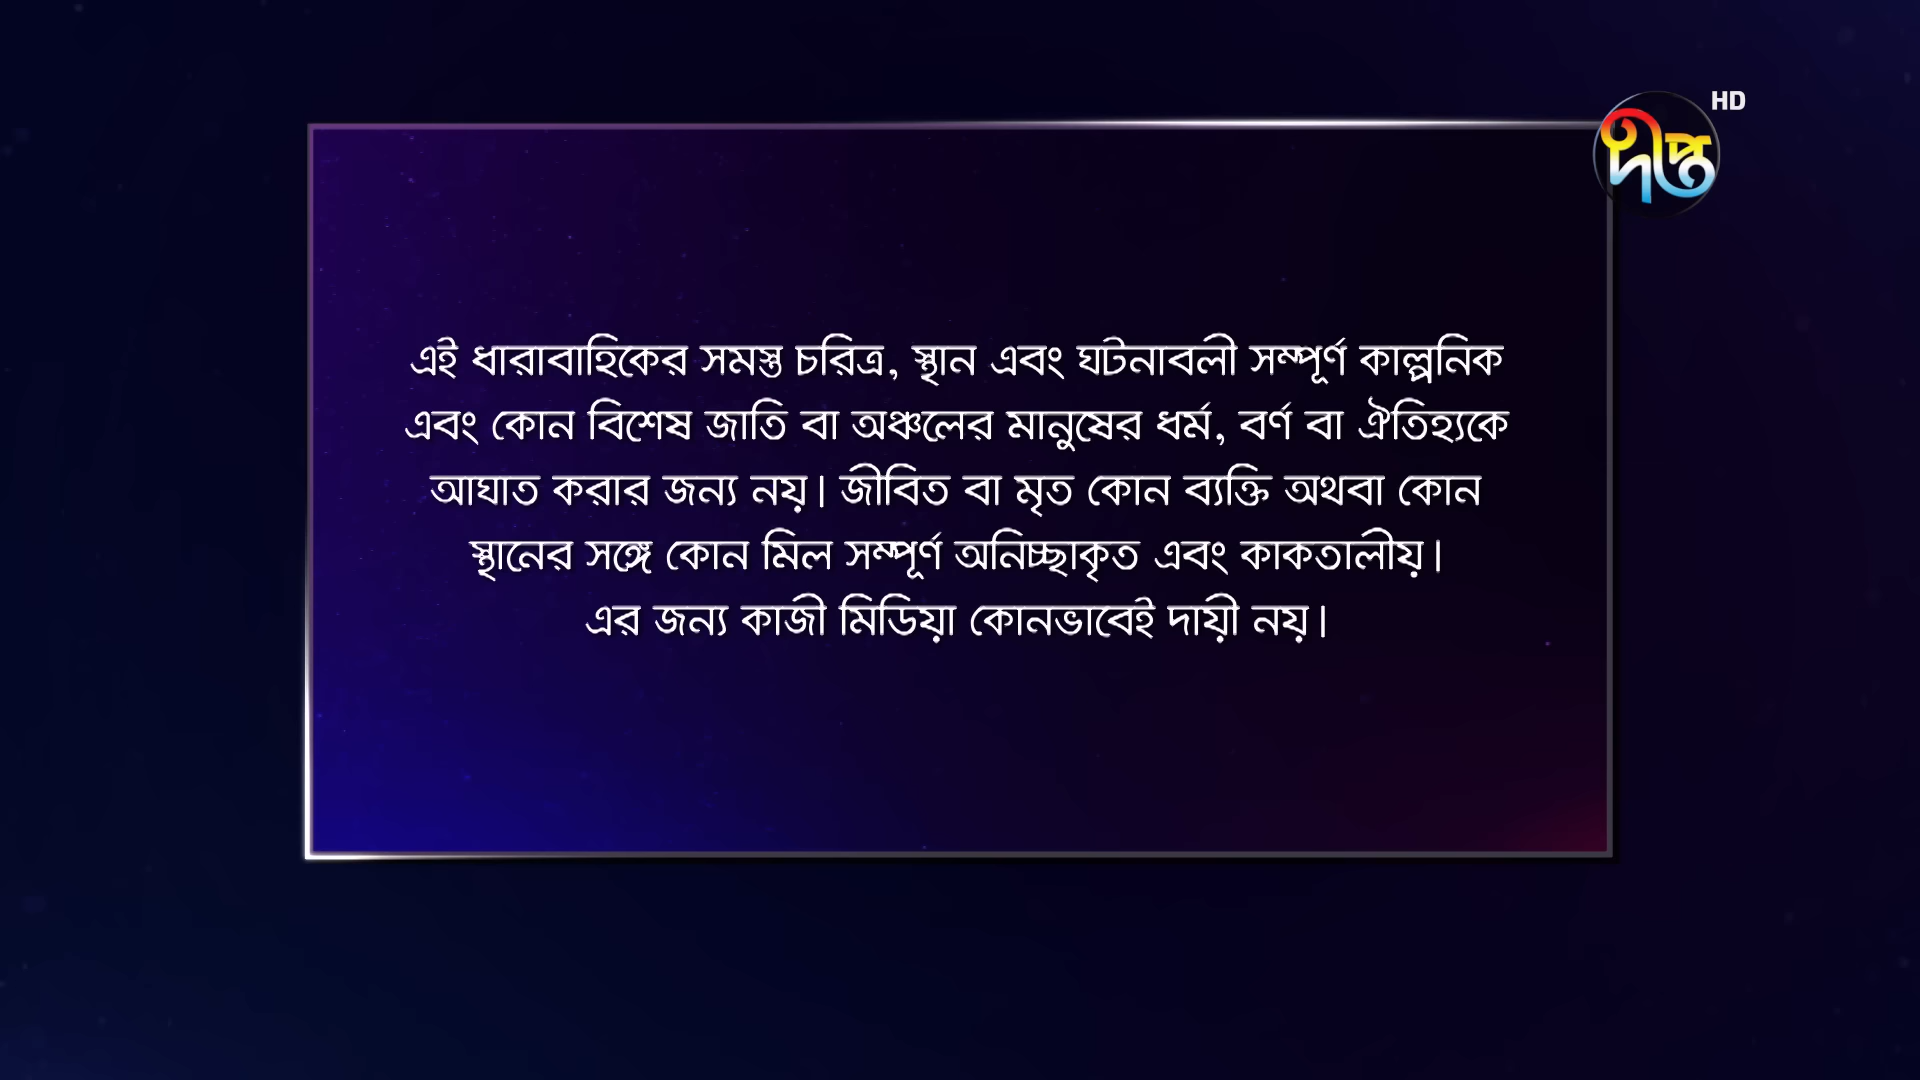 HD
দীপ্ত
এই ধারাবাহিকের সমস্ত চরিত্র, স্থান এবং ঘটনাবলী সম্পূর্ণ কাল্পনিক
এবং কোন বিশেষ জাতি বা অঞ্চলের মানুষের ধর্ম, বর্ণ বা ঐতিহ্যকে
আঘাত করার জন্য নয়। জীবিত বা মৃত কোন ব্যক্তি অথবা কোন
স্থানের সঙ্গে কোন মিল সম্পূর্ণ অনিচ্ছাকৃত এবং কাকতালীয়।
এর জন্য কাজী মিডিয়া কোনভাবেই দায়ী নয়।